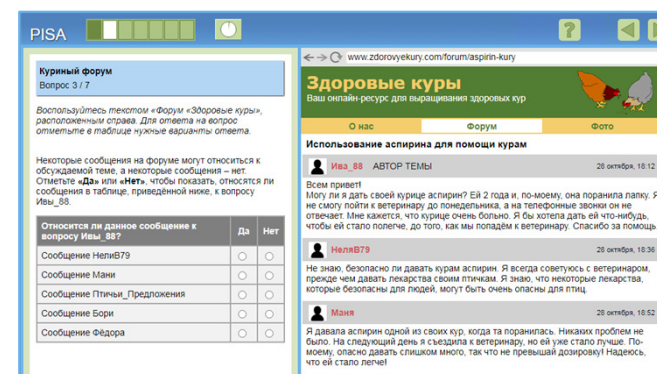 PISA
?
Куриный форум
Вопрос 3 / 7
Воспользуйтесь текстом «Форум «Здоровые куры»,
расположенным справа. Для ответа на вопрос
отметьте в таблице нужные варианты ответа.
Некоторые сообщения на форуме могут относиться к
обсуждаемой теме, а некоторые сообщения – нет.
Отметьте «Да» или «Нет», чтобы показать, относятся ли
сообщения в таблице, приведённой ниже, к вопросу
Ивы_88.
Относится ли данное сообщение к вопросу Ивы_88? Да Нет
Сообщение НелиВ79
Сообщение Мани
Сообщение Птичьи_Предложения
Сообщение Бори
Сообщение Фёдора
www.zdorovyekury.com/forum/aspirin-kury
Здоровые куры
Ваш онлайн-ресурс для выращивания здоровых кур
О нас Форум Фото
Использование аспирина для помощи курам
Ива_88 АВТОР ТЕМЫ 28 октября, 18:12
Всем привет!
Могу ли я дать своей курице аспирин? Ей 2 года и, по-моему, она поранила лапку. Я
не смогу пойти к ветеринару до понедельника, а на телефонные звонки он не
отвечает. Мне кажется, что курице очень больно. Я бы хотела дать ей что-нибудь,
чтобы ей стало полегче, до того, как мы попадём к ветеринару. Спасибо за помощь.
НеляВ79 28 октября, 18:36
Не знаю, безопасно ли давать курам аспирин. Я всегда советуюсь с ветеринаром,
прежде чем давать лекарства своим птичкам. Я знаю, что некоторые лекарства,
которые безопасны для людей, могут быть очень опасны для птиц.
Маня 28 октября, 18:52
Я давала аспирин одной из своих кур, когда та поранилась. Никаких проблем не
было. На следующий день я съездила к ветеринару, но ей уже стало лучше. По-
моему, опасно давать слишком много, так что не превышай дозировку! Надеюсь,
что ей стало легче!